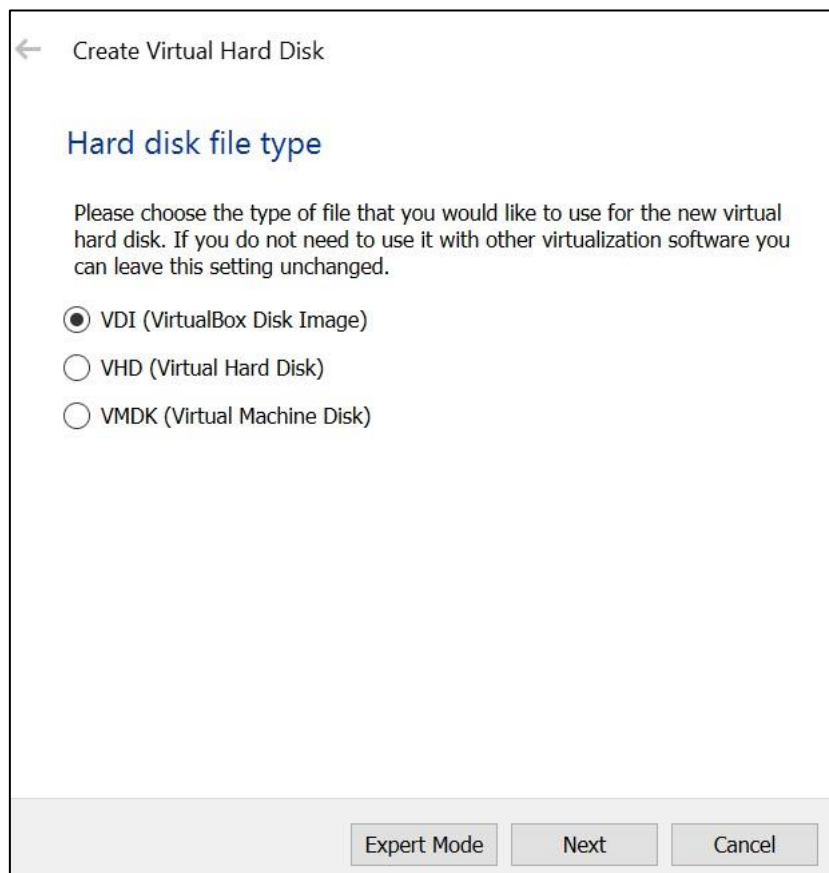 Create Virtual Hard Disk
Hard disk file type
Please choose the type of file that you would like to use for the new virtual
hard disk. If you do not need to use it with other virtualization software you
can leave this setting unchanged.
VDI (VirtualBox Disk Image)
VHD (Virtual Hard Disk)
VMDK (Virtual Machine Disk)
Expert Mode Next Cancel